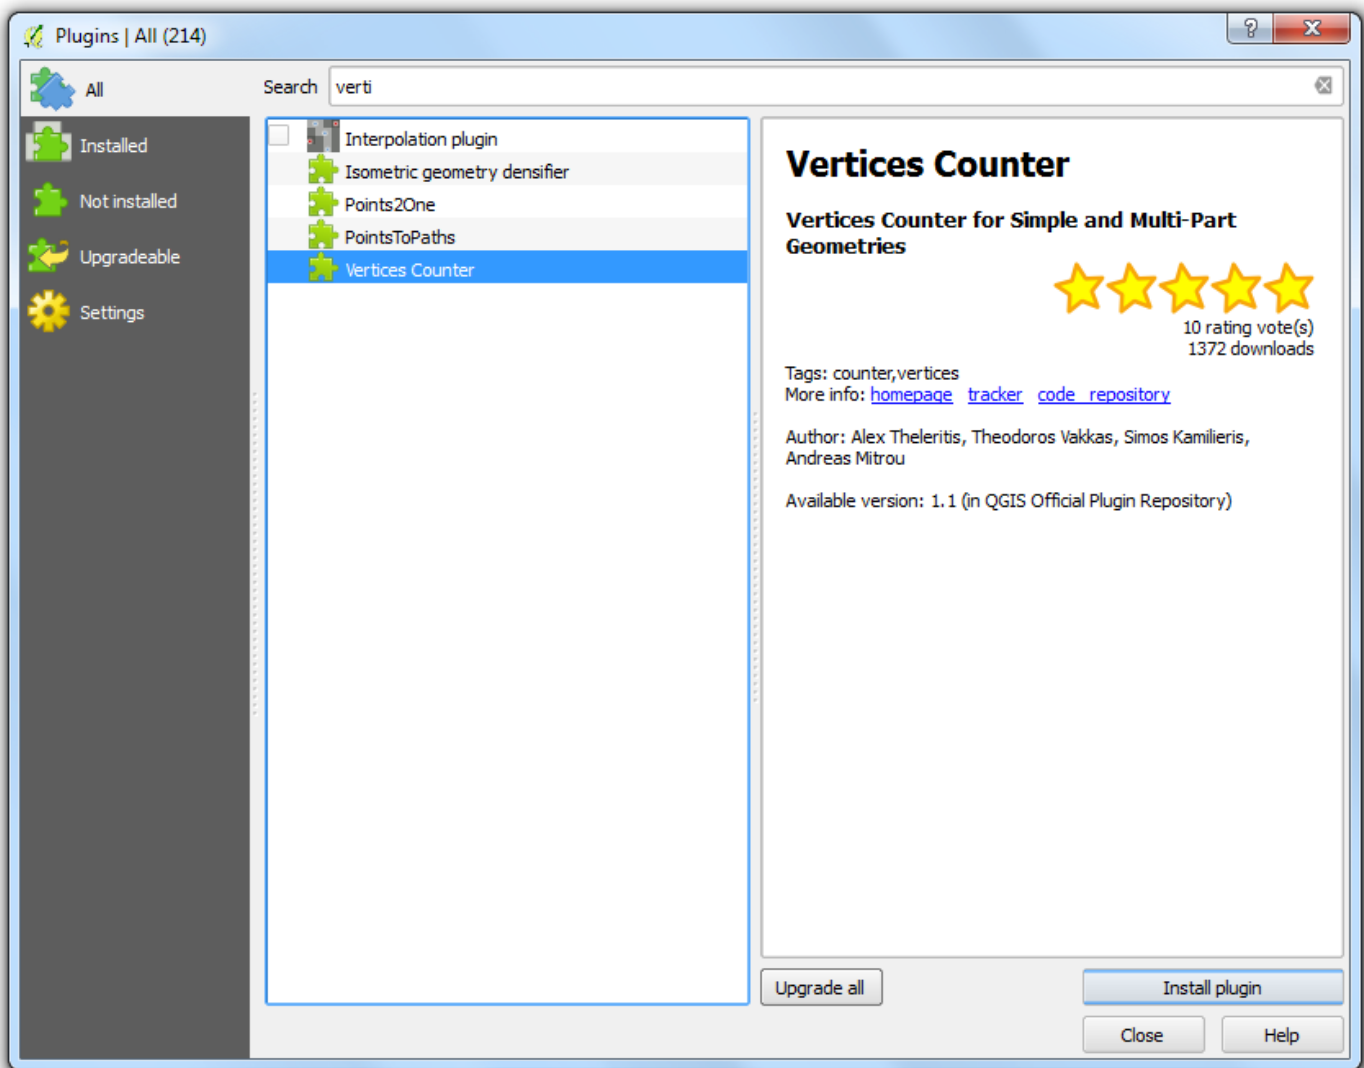 Plugins | All (214)
All
Installed
Not installed
Upgradeable
Settings
Search verti
Interpolation plugin
Isometric geometry densifier
Points2One
PointsToPaths
Vertices Counter
Vertices Counter
Vertices Counter for Simple and Multi-Part
Geometries
10 rating vote(s)
1372 downloads
Tags: counter,vertices
More info: homepage tracker code repository
Author: Alex Theleritis, Theodoros Vakkas, Simos Kamilieris,
Andreas Mitrou
Available version: 1.1 (in QGIS Official Plugin Repository)
Upgrade all
Install plugin
Close
Help